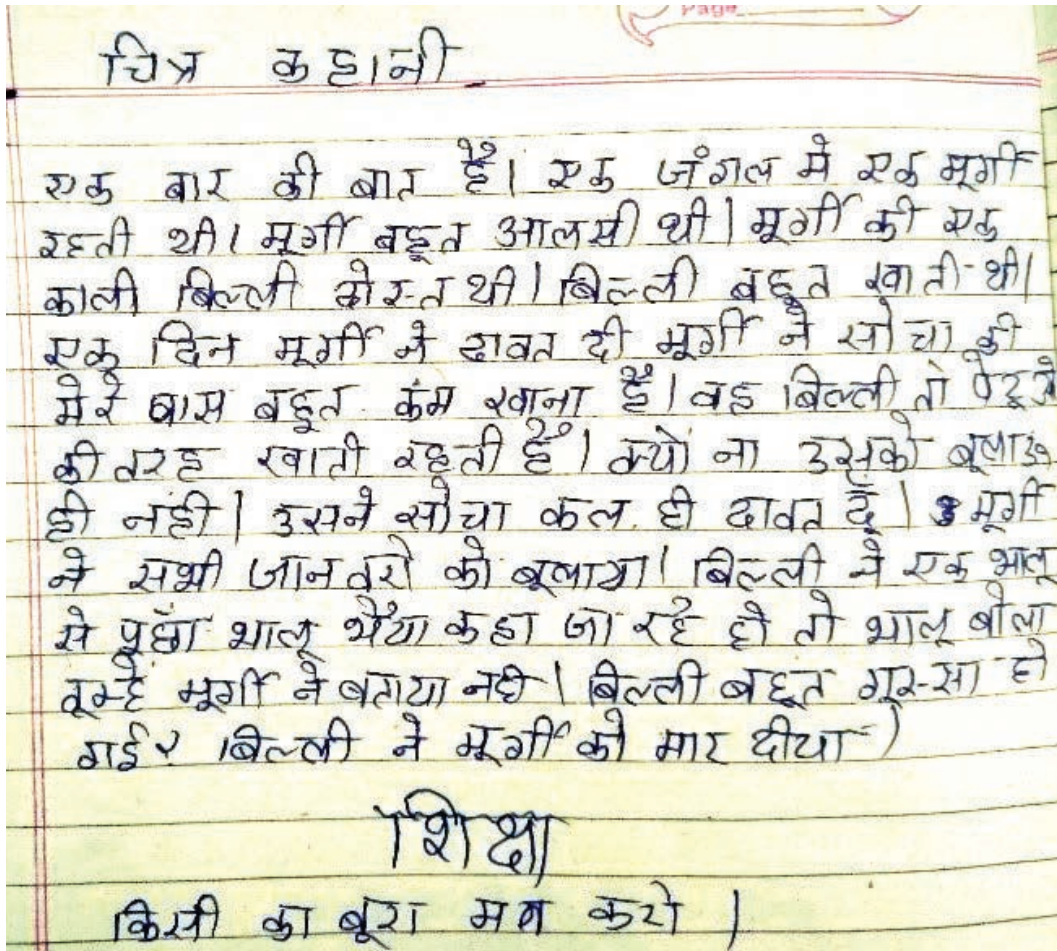 Page
चित्र कहानी
एक बार की बात है। एक जंगल मे एक मूर्गी
रहती थी। मूर्गी बहूत आलसी थी। मूर्गी की एक
काली बिल्ली दोस्त थी। बिल्ली बहूत खाती थी।
एक दिन मूर्गी ने दावत दी मूर्गी ने सोचा की
मेरे पास बहूत कम खाना है। वह बिल्ली तो
की तरह खाती रहती है। क्यों ना उसको बूलाऊ
ही नंही। उसने सोचा कल ही दावत दूँ। मूर्गी
ने सभी जानवरो को बूलाया। बिल्ली ने एक भालू
से पूछाँ भालू भैया कहा जा रहे हो तो भालू बोला
तूम्हे मूर्गी ने बताया नही। बिल्ली बहूत गूस्सा हो
गई। बिल्ली ने मूर्गी को मार दीया
शिक्षा
किसी का बूरा मत करो।